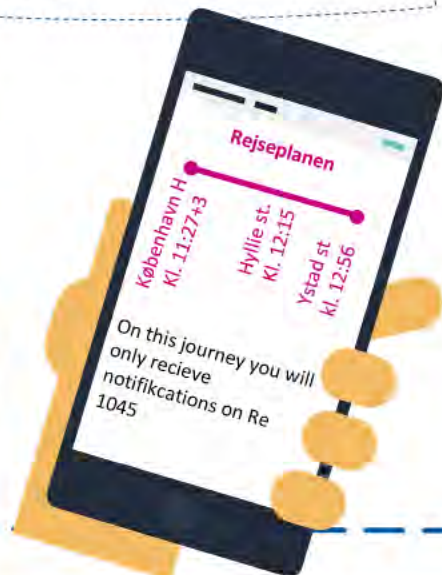 Rejseplanen
København H
Kl. 11:27+3
Hyllie st.
Kl. 12:15
Ystad st
kl. 12:56
On this journey you will
only recieve
notifikcations on Re
1045